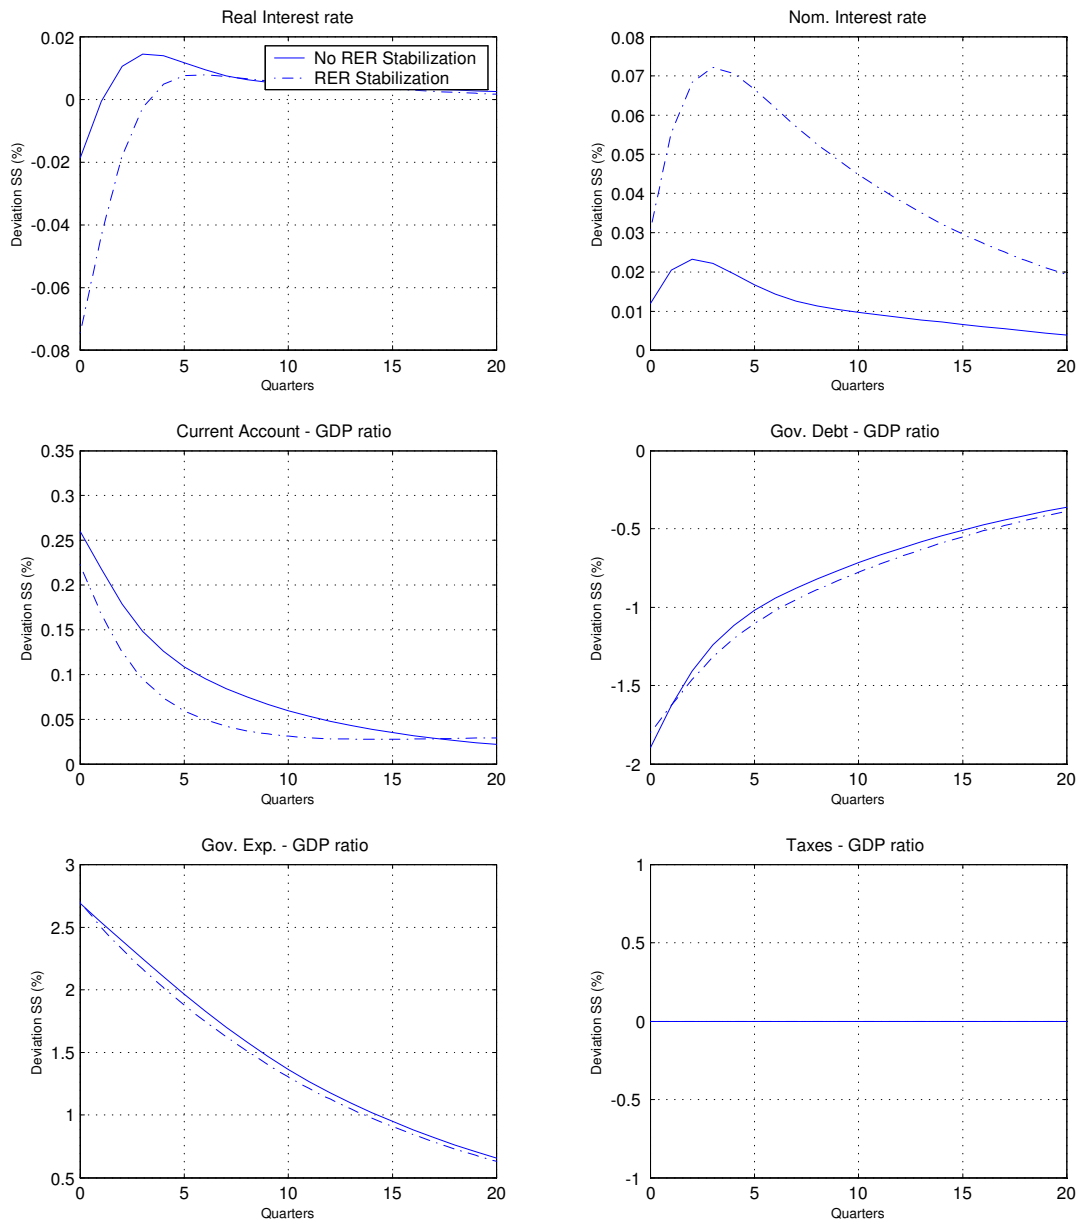 Real Interest rate
Deviation SS (%)
0.02
0
-0.02
-0.04
-0.06
-0.08
No RER Stabilization
RER Stabilization
0 5 10 15 20
Quarters
Nom. Interest rate
Deviation SS (%)
0.08
0.07
0.06
0.05
0.04
0.03
0.02
0.01
0
0 5 10 15 20
Quarters
Current Account - GDP ratio
Deviation SS (%)
0.35
0.3
0.25
0.2
0.15
0.1
0.05
0
0 5 10 15 20
Quarters
Gov. Debt - GDP ratio
Deviation SS (%)
0
-0.5
-1
-1.5
-2
0 5 10 15 20
Quarters
Gov. Exp. - GDP ratio
Deviation SS (%)
3
2.5
2
1.5
1
0.5
0 5 10 15 20
Quarters
Taxes - GDP ratio
Deviation SS (%)
1
0.5
0
-0.5
-1
0 5 10 15 20
Quarters